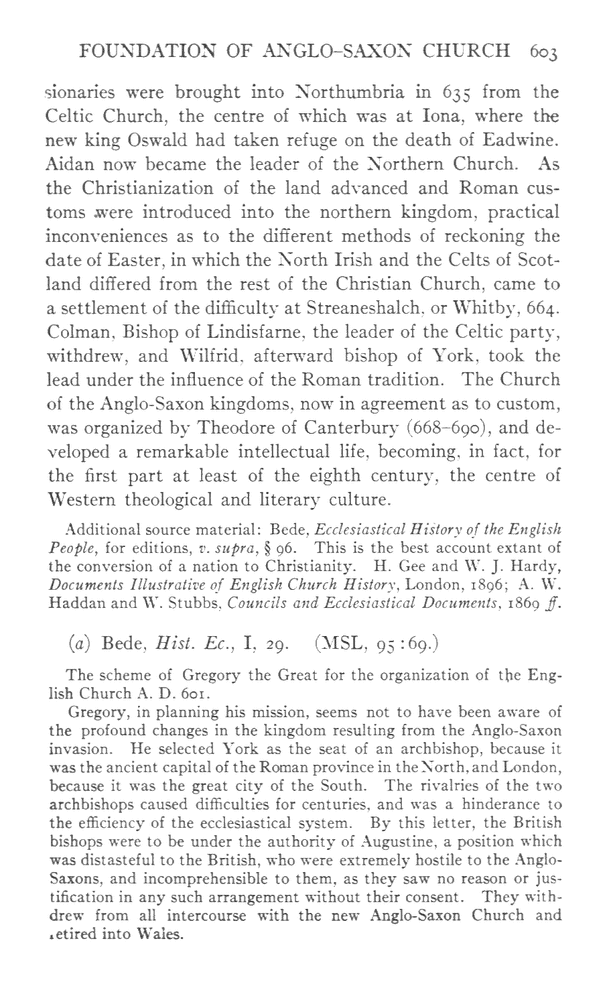 FOUNDATION OF ANGLO-SAXON CHURCH 603
sionaries were brought into Northumbria in 635 from the
Celtic Church, the centre of which was at Iona, where the
new king Oswald had taken refuge on the death of Eadwine.
Aidan now became the leader of the Northern Church. As
the Christianization of the land advanced and Roman cus-
toms were introduced into the northern kingdom, practical
inconveniences as to the different methods of reckoning the
date of Easter, in which the North Irish and the Celts of Scot-
land differed from the rest of the Christian Church, came to
a settlement of the difficulty at Streaneshalch, or Whitby, 664.
Colman, Bishop of Lindisfarne, the leader of the Celtic party,
withdrew, and Wilfrid, afterward bishop of York, took the
lead under the influence of the Roman tradition. The Church
of the Anglo-Saxon kingdoms, now in agreement as to custom,
was organized by Theodore of Canterbury (668–690), and de-
veloped a remarkable intellectual life, becoming, in fact, for
the first part at least of the eighth century, the centre of
Western theological and literary culture.
Additional source material: Bede, Ecclesiastical History of the English
People, for editions, v. supra, § 96. This is the best account extant of
the conversion of a nation to Christianity. H. Gee and W. J. Hardy,
Documents Illustrative of English Church History, London, 1896; A. W.
Haddan and W. Stubbs, Councils and Ecclesiastical Documents, 1869 ff.
(a) Bede, Hist. Ec., I, 29. (MSL, 95:69.)
The scheme of Gregory the Great for the organization of the Eng-
lish Church A. D. 601.
Gregory, in planning his mission, seems not to have been aware of
the profound changes in the kingdom resulting from the Anglo-Saxon
invasion. He selected York as the seat of an archbishop, because it
was the ancient capital of the Roman province in the North, and London,
because it was the great city of the South. The rivalries of the two
archbishops caused difficulties for centuries, and was a hinderance to
the efficiency of the ecclesiastical system. By this letter, the British
bishops were to be under the authority of Augustine, a position which
was distasteful to the British, who were extremely hostile to the Anglo-
Saxons, and incomprehensible to them, as they saw no reason or jus-
tification in any such arrangement without their consent. They with-
drew from all intercourse with the new Anglo-Saxon Church and
retired into Wales.